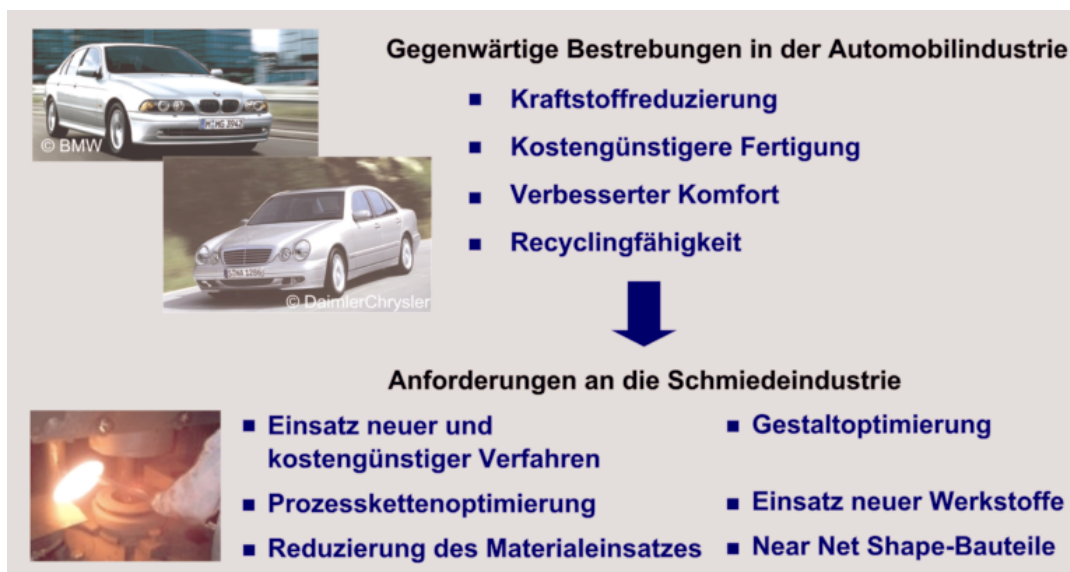 Gegenwärtige Bestrebungen in der Automobilindustrie
■ Kraftstoffreduzierung
■ Kostengünstigere Fertigung
■ Verbesserter Komfort
■ Recyclingfähigkeit
© BMW
© DaimlerChrysler
Anforderungen an die Schmiedeindustrie
■ Einsatz neuer und
kostengünstiger Verfahren
■ Prozesskettenoptimierung
■ Reduzierung des Materialeinsatzes
■ Gestaltoptimierung
■ Einsatz neuer Werkstoffe
■ Near Net Shape-Bauteile